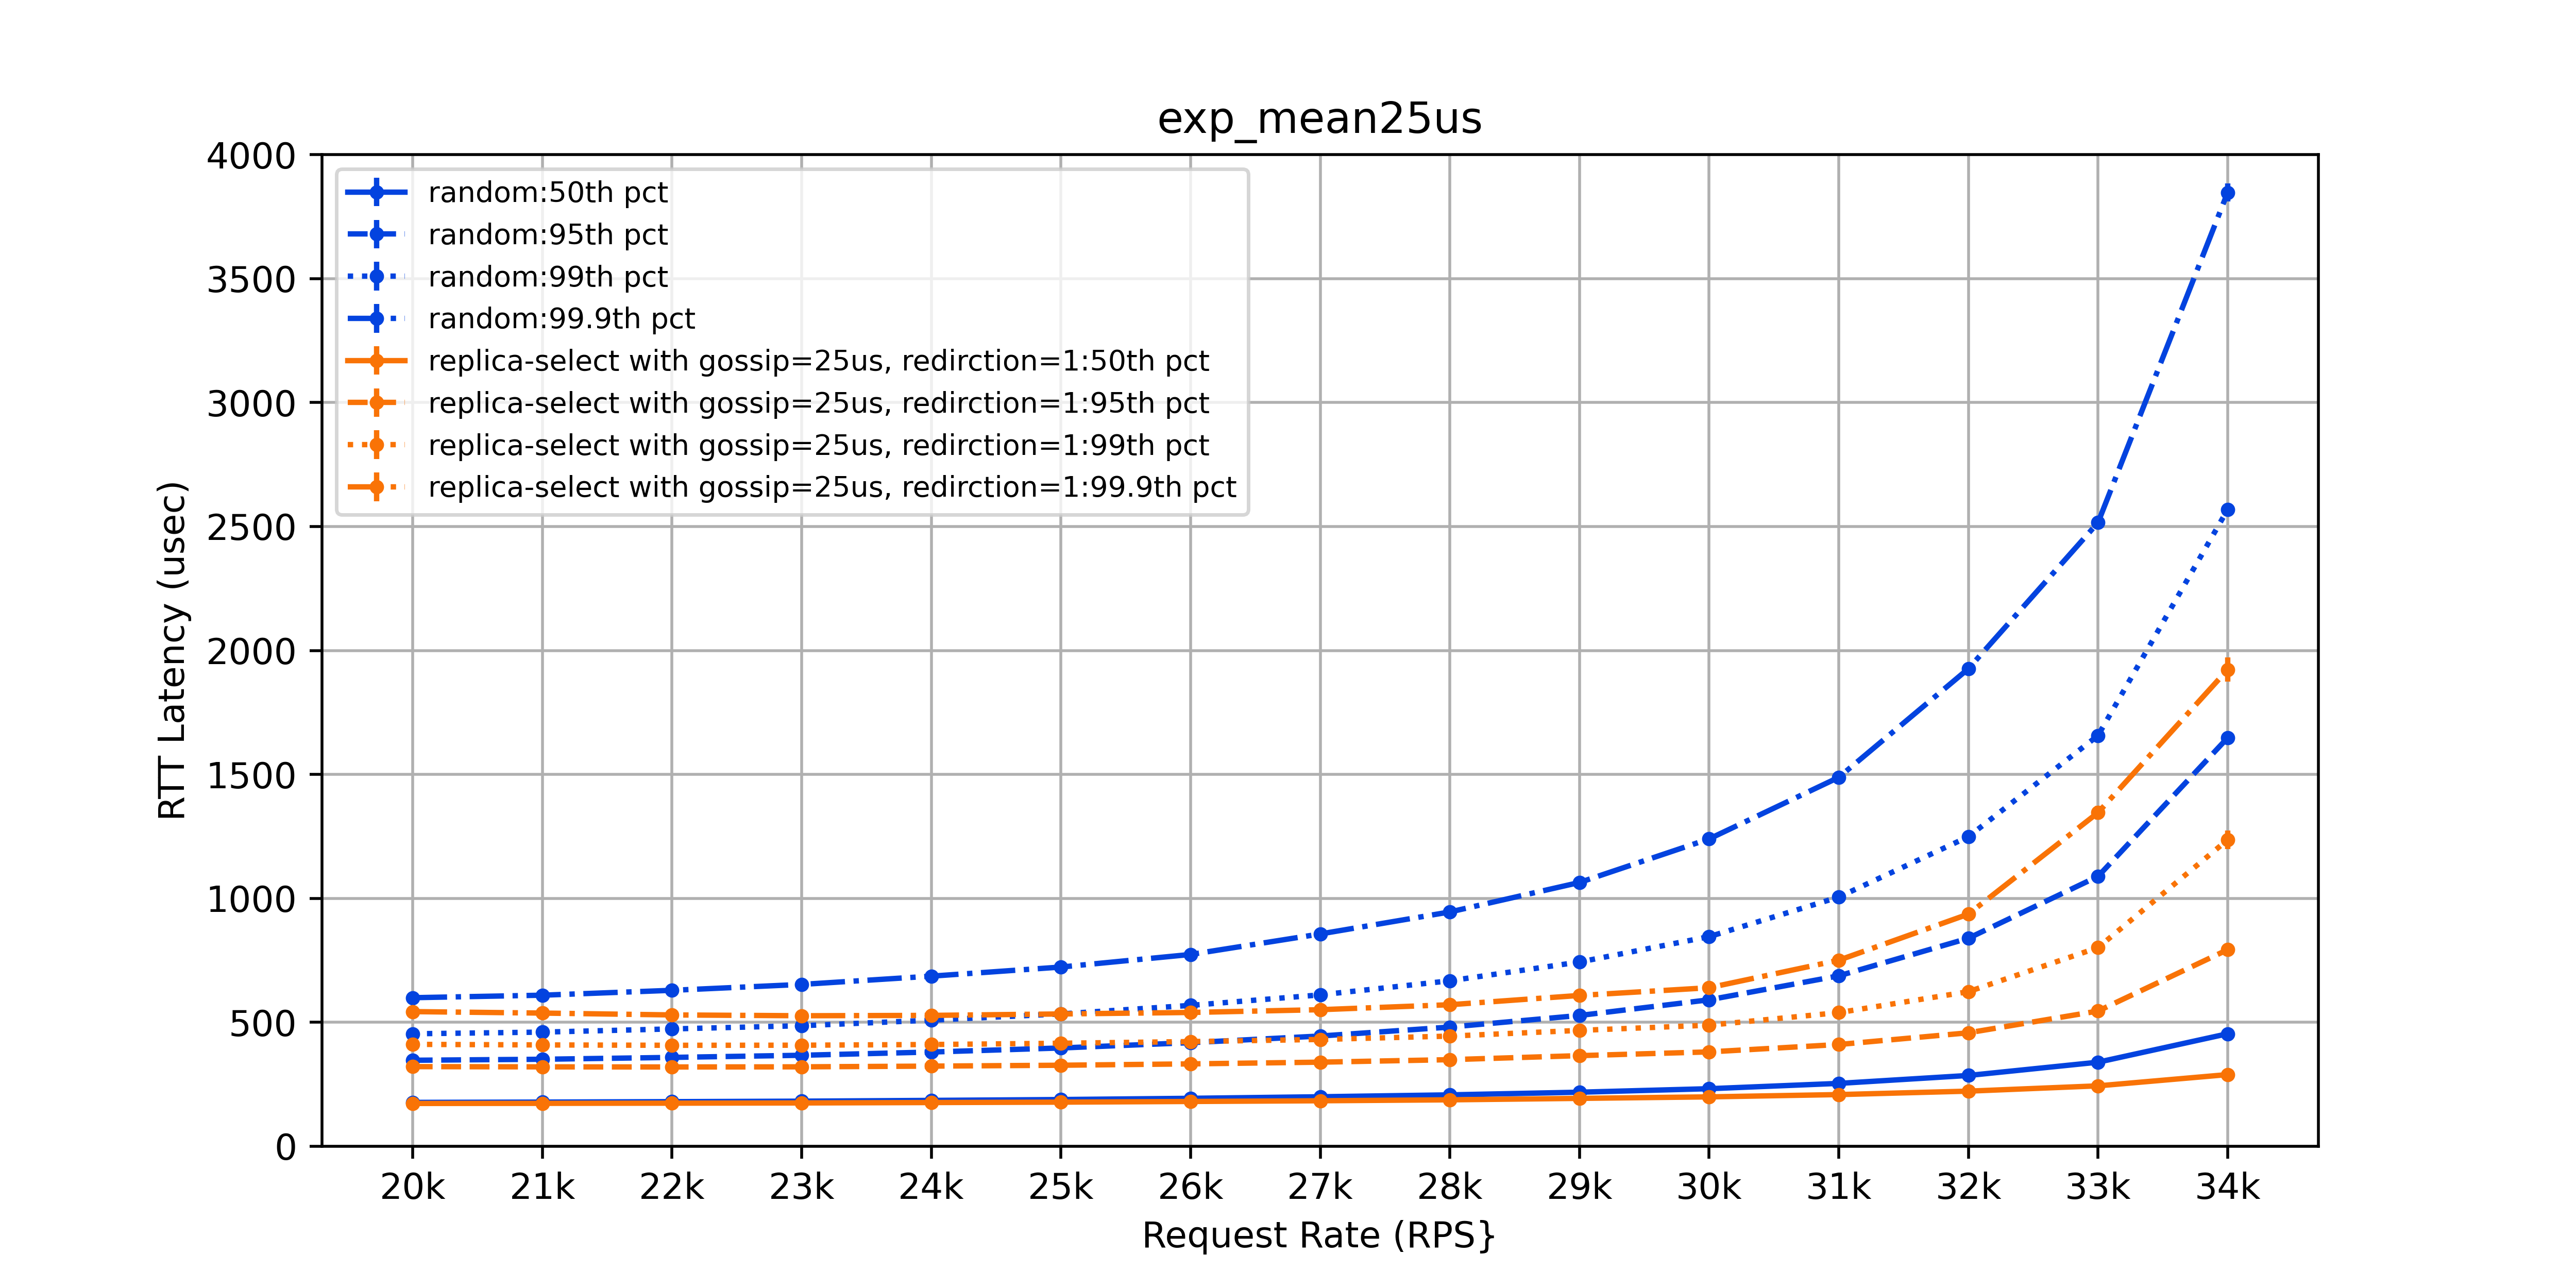 exp_mean25us
4000
3500
3000
2500
2000
1500
1000
500
0
RTT Latency (usec)
random:50th pct
random:95th pct
random:99th pct
random:99.9th pct
replica-select with gossip=25us, redirction=1:50th pct
replica-select with gossip=25us, redirction=1:95th pct
replica-select with gossip=25us, redirction=1:99th pct
replica-select with gossip=25us, redirction=1:99.9th pct
20k 21k 22k 23k 24k 25k 26k 27k 28k 29k 30k 31k 32k 33k 34k
Request Rate (RPS}